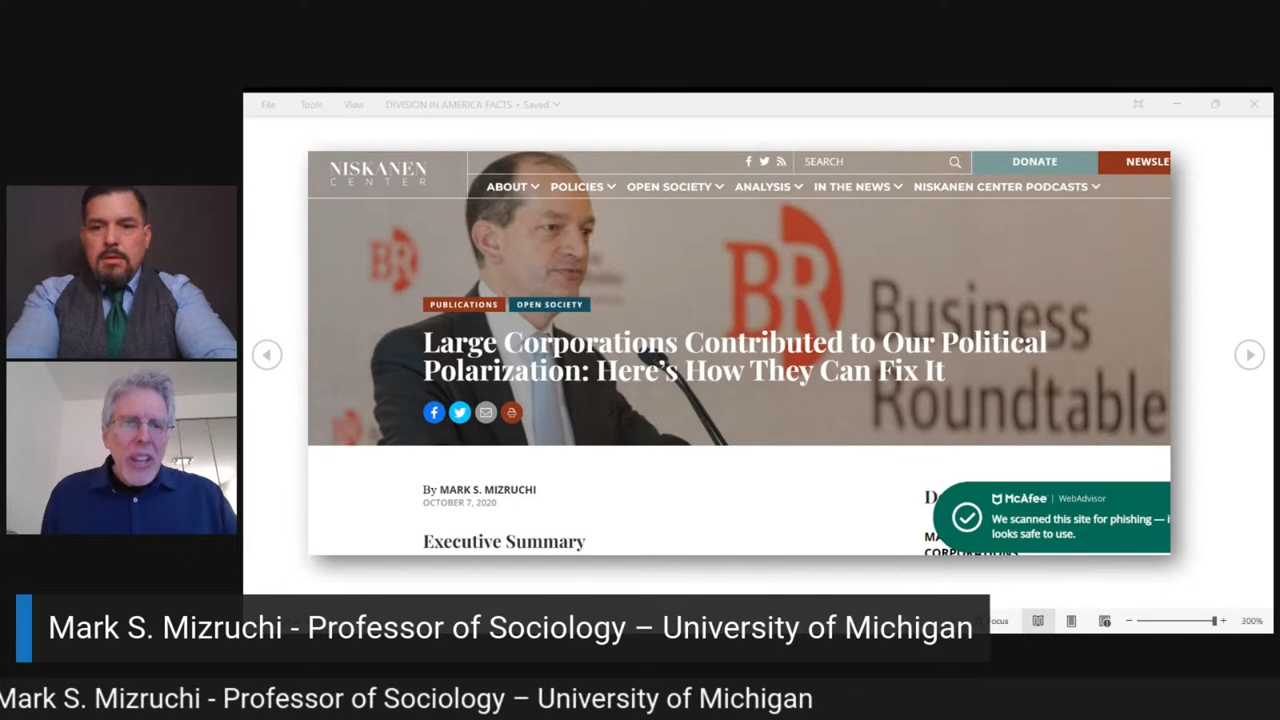 File Tools View DIVISION IN AMERICA FACTS • Saved
NISKANEN
CENTER
SEARCH
DONATE
NEWSLE
ABOUT POLICIES OPEN SOCIETY ANALYSIS IN THE NEWS NISKANEN CENTER PODCASTS
BR
BR
Business
Roundtable
PUBLICATIONS OPEN SOCIETY
Large Corporations Contributed to Our Political
Polarization: Here's How They Can Fix It
By MARK S. MIZRUCHI
OCTOBER 7, 2020
Executive Summary
McAfee | WebAdvisor
We scanned this site for phishing —
looks safe to use.
CORPORATIONS
Mark S. Mizruchi - Professor of Sociology – University of Michigan
300%
Mark S. Mizruchi - Professor of Sociology – University of Michigan